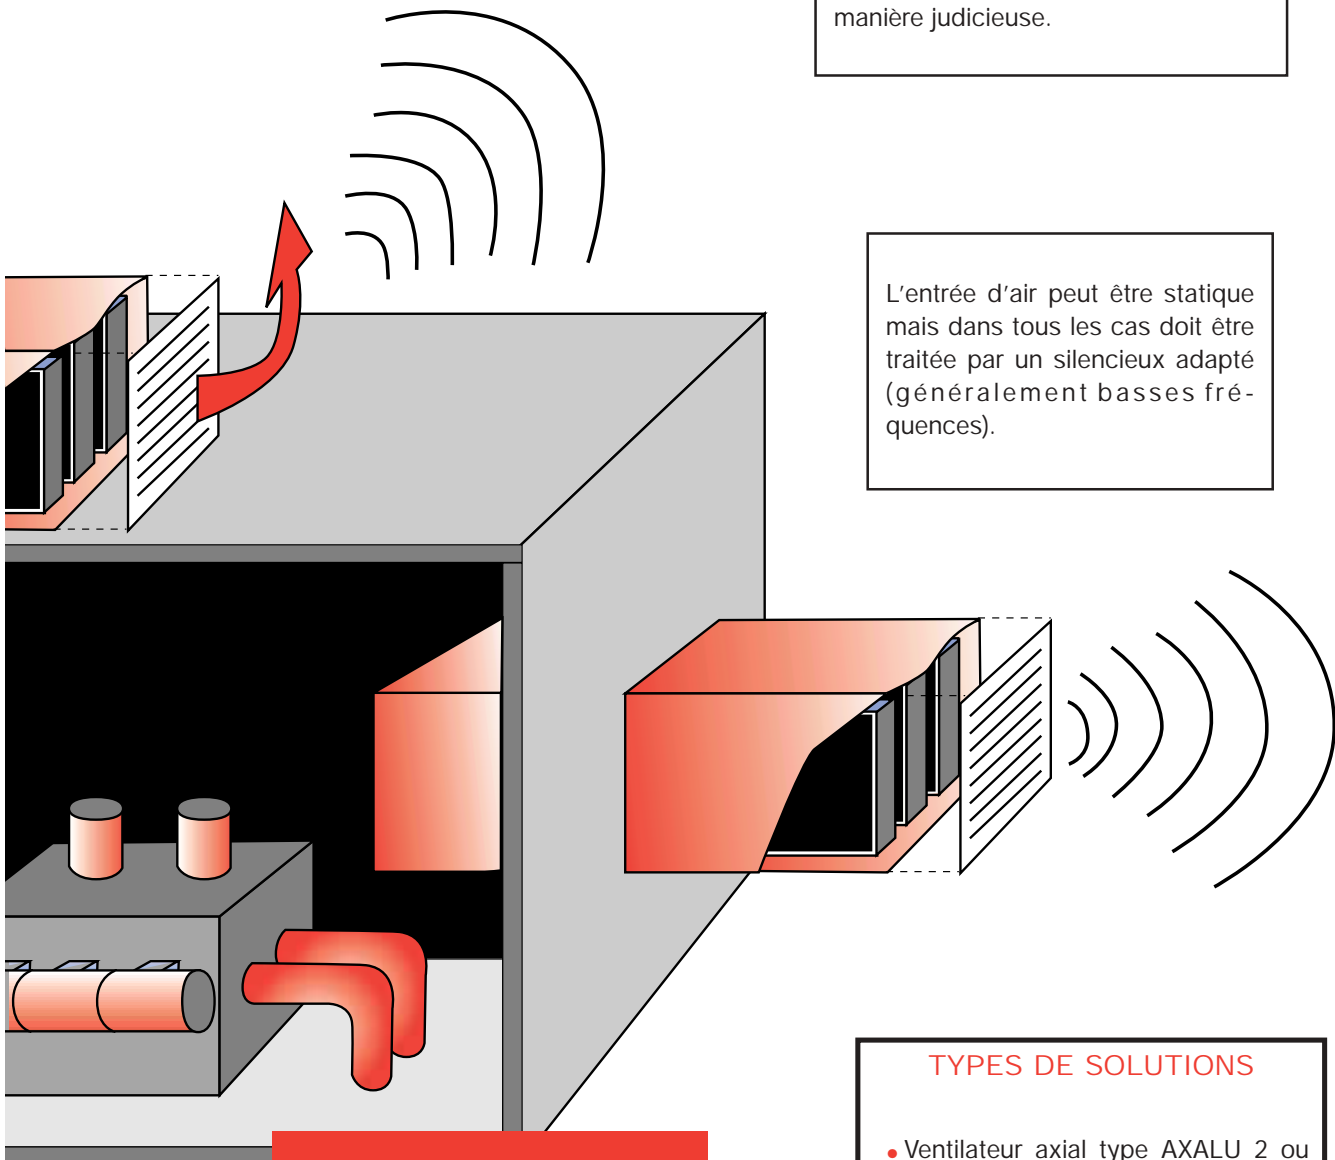 manière judicieuse.
L'entrée d'air peut être statique
mais dans tous les cas doit être
traitée par un silencieux adapté
(généralement basses fré-
quences).
TYPES DE SOLUTIONS
• Ventilateur axial type AXALU 2 ou